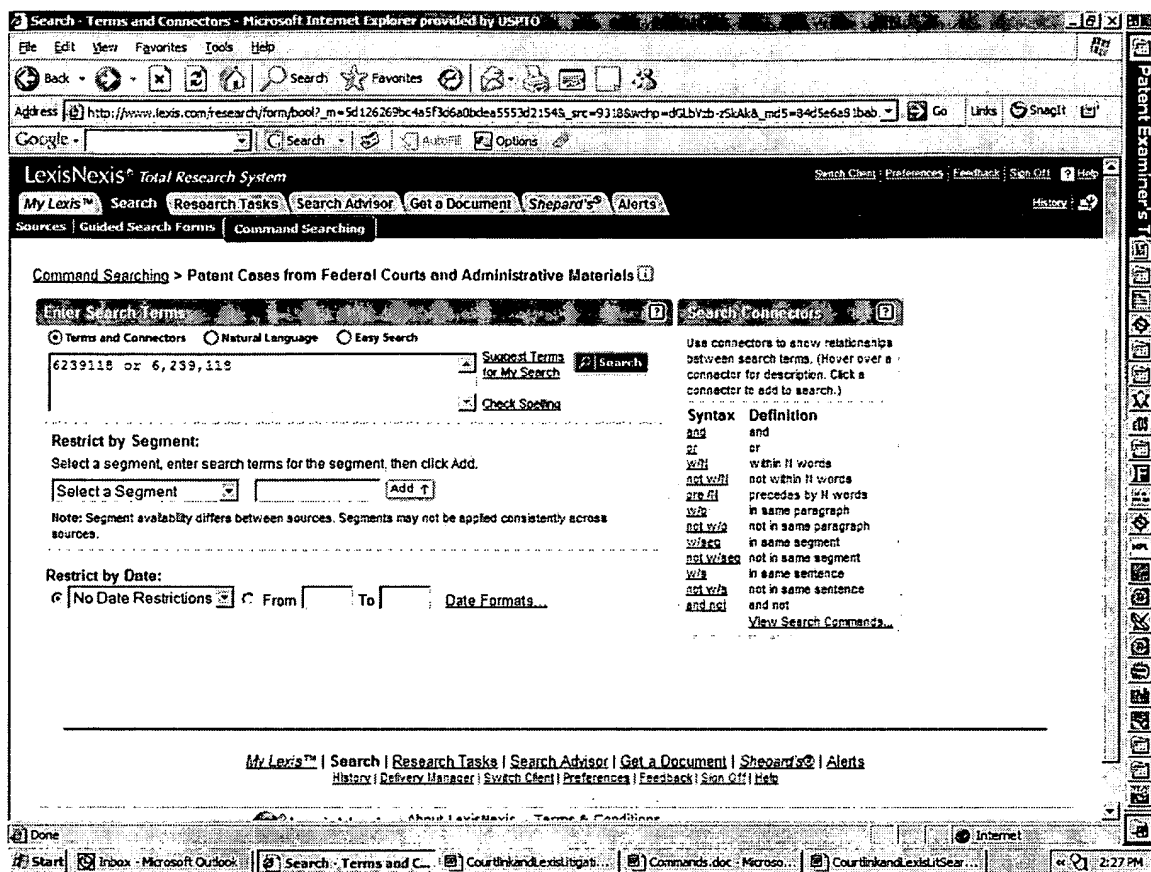 Search - Terms and Connectors - Microsoft Internet Explorer provided by USPTO
File Edit View Favorites Tools Help
Back Search Favorites
Address http://www.lexis.com/research/form/bool?_m=5d126269bc4a5f3d6a0bdea5553d2154&_src=9318&wchp=dGLbVzb-zSkAk&_md5=84d5e6a81bab Go Links SnagIt
Google - Search AutoFill Options
Patent Examiner's T
LexisNexis® Total Research System
Switch Client | Preferences | Feedback | Sign Off | ? Help
My Lexis™ Search Research Tasks Search Advisor Get a Document Shepard's® Alerts
History
Sources | Guided Search Forms | Command Searching
Command Searching > Patent Cases from Federal Courts and Administrative Materials i
Enter Search Terms ?
Terms and Connectors Natural Language Easy Search
6239118 or 6,239,118
Suggest Terms
for My Search
Search
Check Spelling
Restrict by Segment:
Select a segment, enter search terms for the segment, then click Add.
Select a Segment Add ↑
Note: Segment availability differs between sources. Segments may not be applied consistently across
sources.
Restrict by Date:
No Date Restrictions From To Date Formats...
Search Connectors ?
Use connectors to show relationships
between search terms. (Hover over a
connector for description. Click a
connector to add to search.)
Syntax Definition
and and
or or
w/N within N words
not w/N not within N words
pre /N precedes by N words
w/p in same paragraph
not w/p not in same paragraph
w/seg in same segment
not w/seg not in same segment
w/s in same sentence
not w/s not in same sentence
and not and not
View Search Commands...
My Lexis™ | Search | Research Tasks | Search Advisor | Get a Document | Shepard's® | Alerts
History | Delivery Manager | Switch Client | Preferences | Feedback | Sign Off | Help
About LexisNexis Terms & Conditions
Done Internet
Start Inbox - Microsoft Outlook Search - Terms and C... CourtlinkandLexisLitigati... Commands.doc - Microso... CourtlinkandLexisLitSear... « 2:27 PM